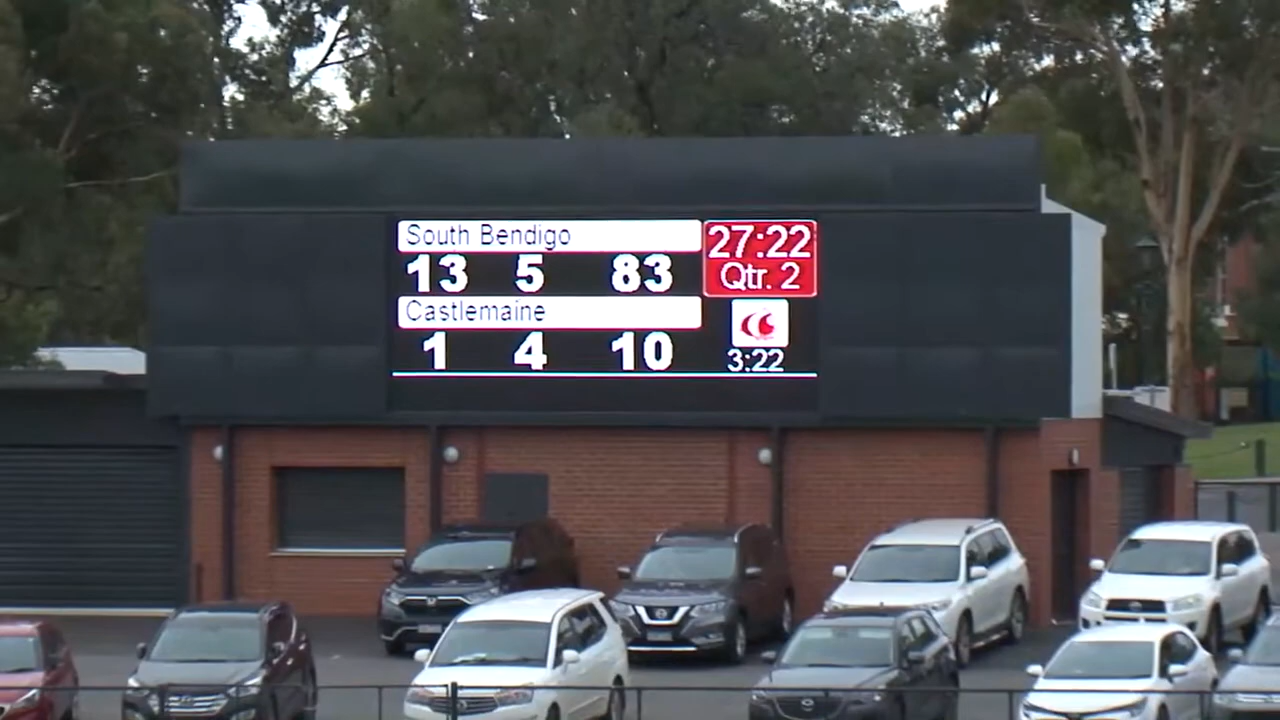 South Bendigo
13 5 83
27:22
Qtr. 2
Castlemaine
1 4 10
3:22